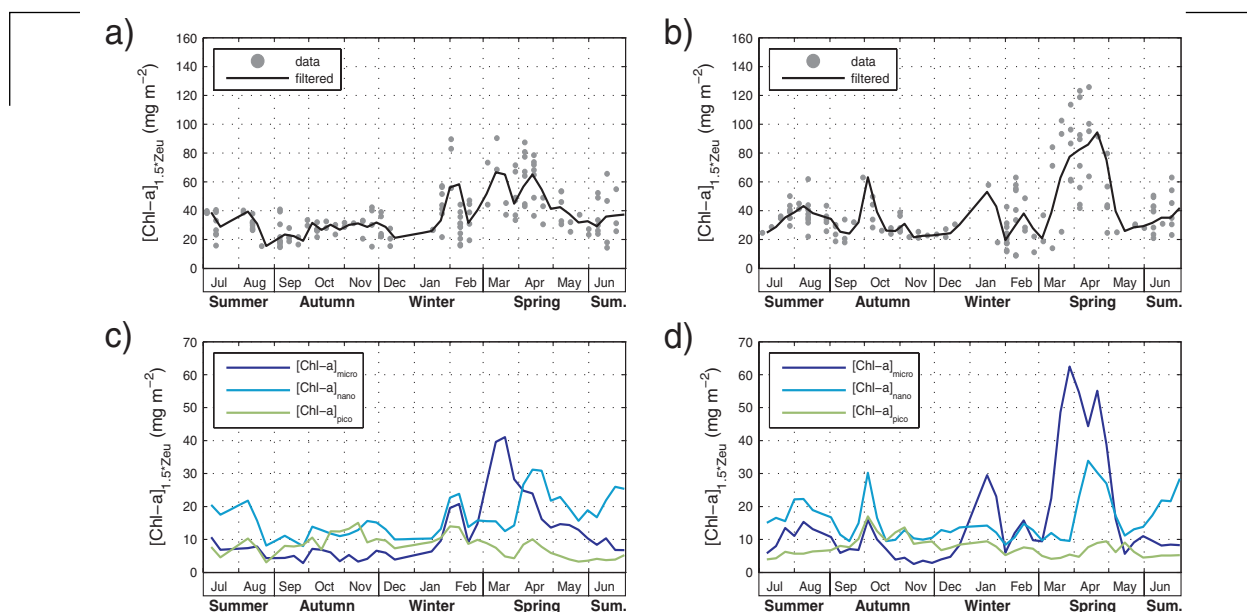 a)
160
140
120
100
80
60
40
20
0
[Chl−a]1.5*Zeu (mg m−2)
data
filtered
Jul Aug Sep Oct Nov Dec Jan Feb Mar Apr May Jun
Summer Autumn Winter Spring Sum.
b)
160
140
120
100
80
60
40
20
0
[Chl−a]1.5*Zeu (mg m−2)
data
filtered
Jul Aug Sep Oct Nov Dec Jan Feb Mar Apr May Jun
Summer Autumn Winter Spring Sum.
c)
70
60
50
40
30
20
10
0
[Chl−a]1.5*Zeu (mg m−2)
[Chl−a]micro
[Chl−a]nano
[Chl−a]pico
Jul Aug Sep Oct Nov Dec Jan Feb Mar Apr May Jun
Summer Autumn Winter Spring Sum.
d)
70
60
50
40
30
20
10
0
[Chl−a]1.5*Zeu (mg m−2)
[Chl−a]micro
[Chl−a]nano
[Chl−a]pico
Jul Aug Sep Oct Nov Dec Jan Feb Mar Apr May Jun
Summer Autumn Winter Spring Sum.